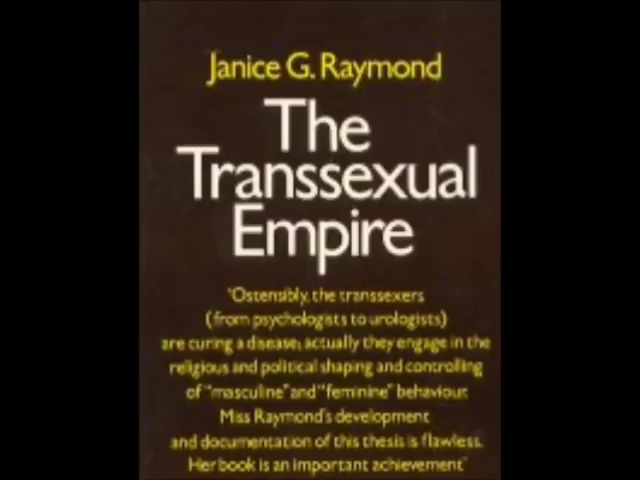 Janice G. Raymond
The
Transsexual
Empire
'Ostensibly, the transsexers
(from psychologists to urologists)
are curing a disease; actually they engage in the
religious and political shaping and controlling
of "masculine" and "feminine" behaviour.
Miss Raymond's development
and documentation of this thesis is flawless.
Her book is an important achievement'